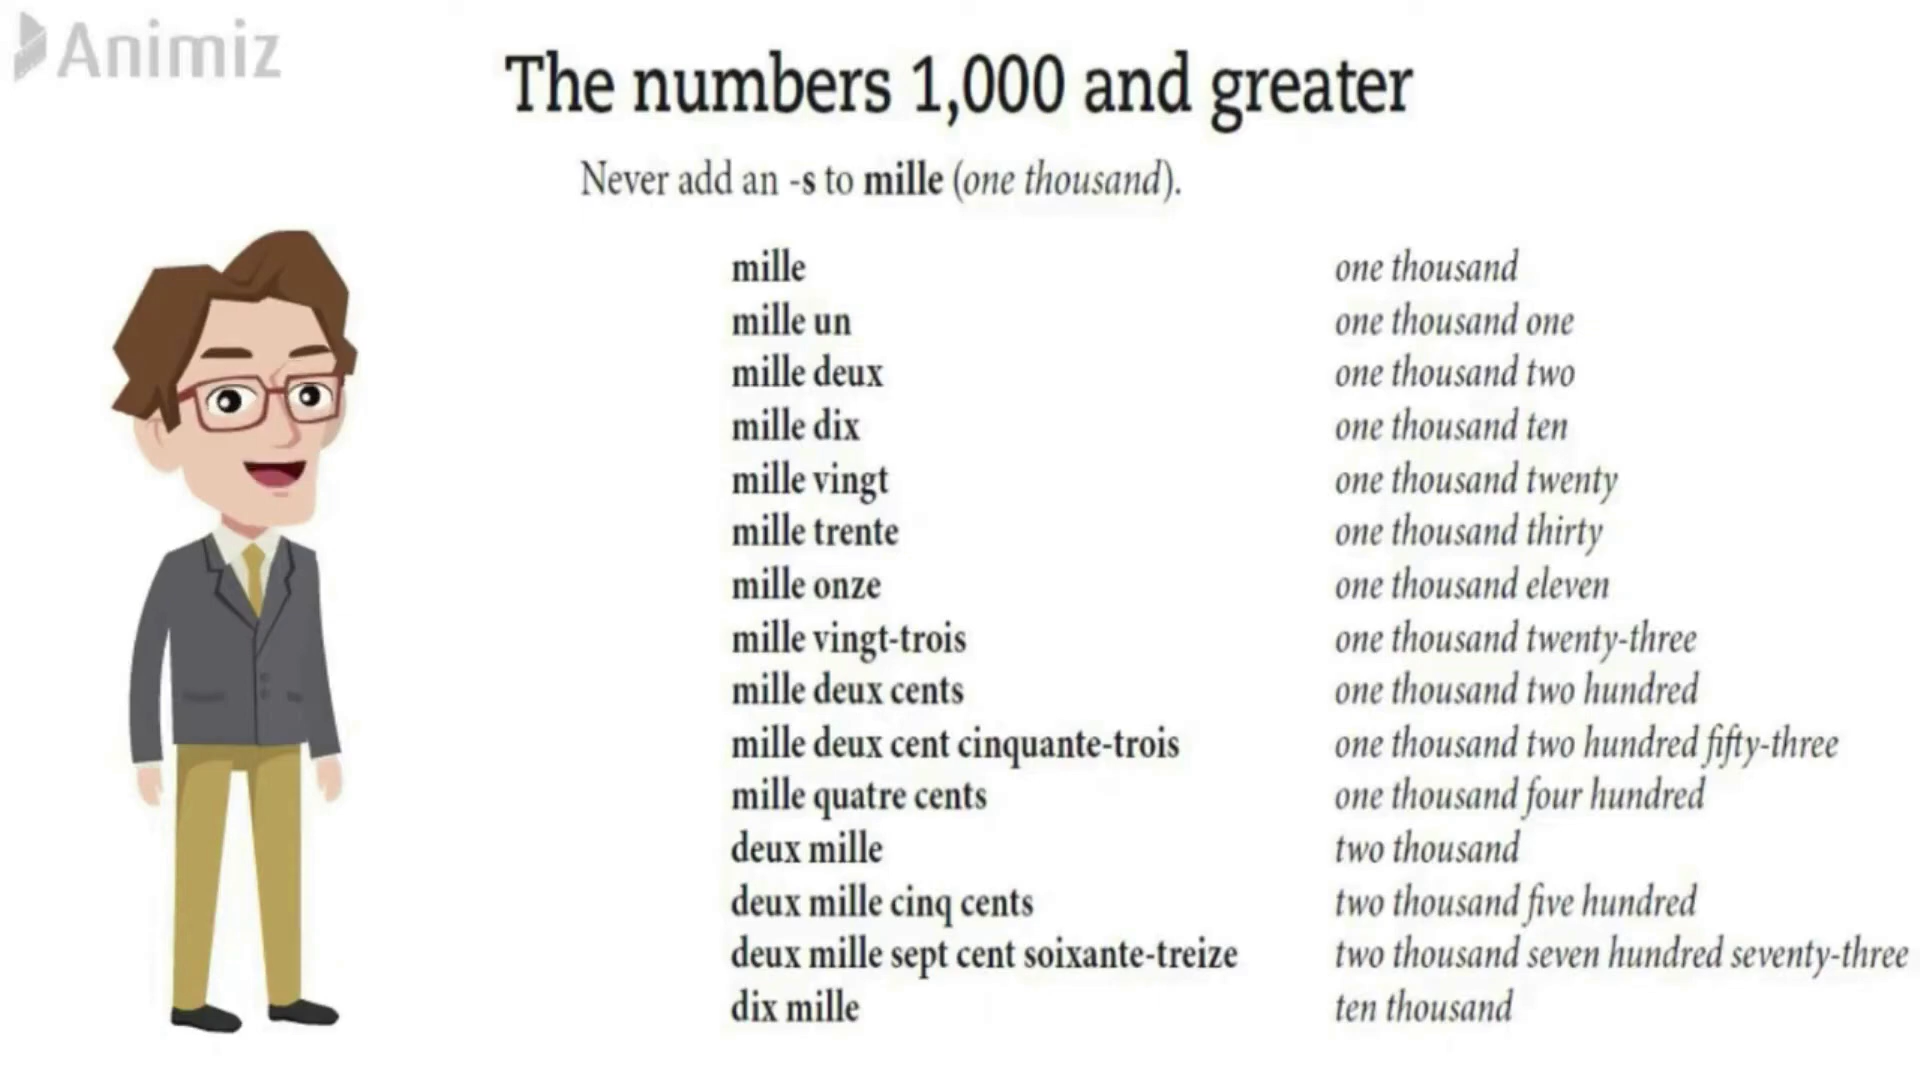 Animiz
The numbers 1,000 and greater
Never add an -s to mille (one thousand).
mille one thousand
mille un one thousand one
mille deux one thousand two
mille dix one thousand ten
mille vingt one thousand twenty
mille trente one thousand thirty
mille onze one thousand eleven
mille vingt-trois one thousand twenty-three
mille deux cents one thousand two hundred
mille deux cent cinquante-trois one thousand two hundred fifty-three
mille quatre cents one thousand four hundred
deux mille two thousand
deux mille cinq cents two thousand five hundred
deux mille sept cent soixante-treize two thousand seven hundred seventy-three
dix mille ten thousand